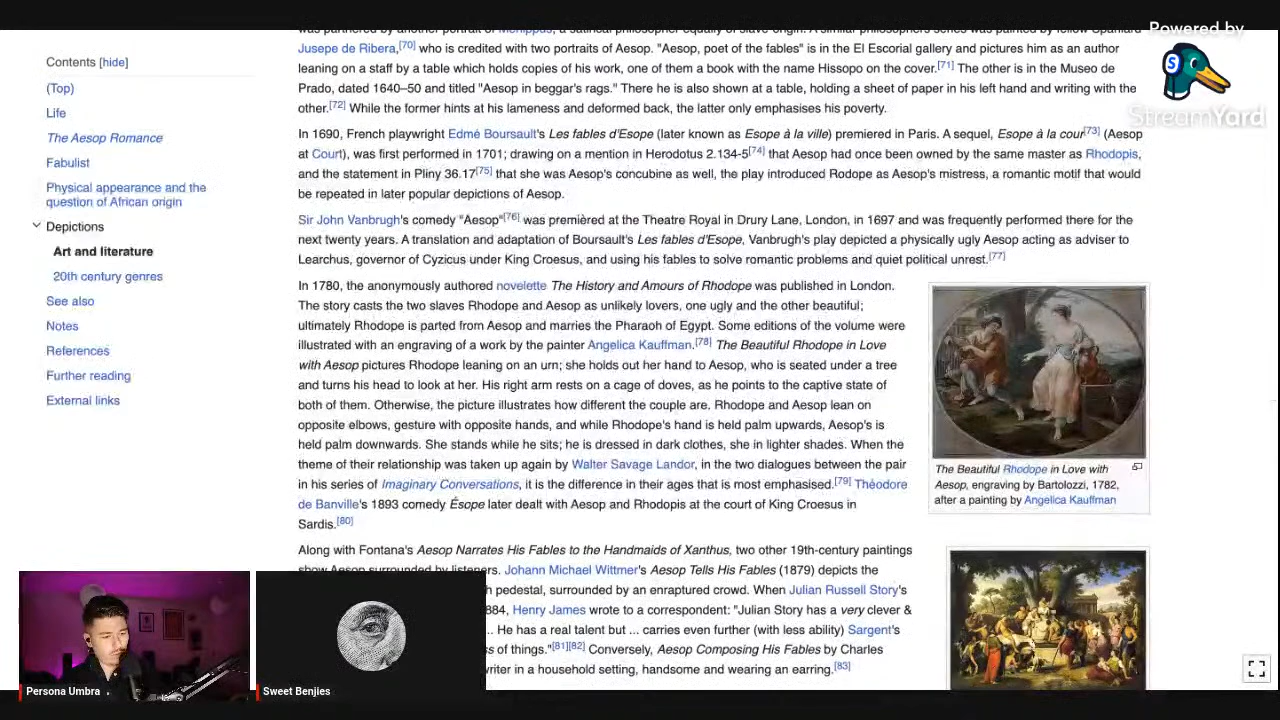 Powered by
StreamYard
Contents [hide]
(Top)
Life
The Aesop Romance
Fabulist
Physical appearance and the
question of African origin
Depictions
Art and literature
20th century genres
See also
Notes
References
Further reading
External links
was partnered by another portrait of Menippus, a satirical philosopher equally of slave origin. A similar philosophers series was painted by fellow Spaniard
Jusepe de Ribera,[70] who is credited with two portraits of Aesop. "Aesop, poet of the fables" is in the El Escorial gallery and pictures him as an author
leaning on a staff by a table which holds copies of his work, one of them a book with the name Hissopo on the cover.[71] The other is in the Museo de
Prado, dated 1640–50 and titled "Aesop in beggar's rags." There he is also shown at a table, holding a sheet of paper in his left hand and writing with the
other.[72] While the former hints at his lameness and deformed back, the latter only emphasises his poverty.
In 1690, French playwright Edmé Boursault's Les fables d'Esope (later known as Esope à la ville) premiered in Paris. A sequel, Esope à la cour[73] (Aesop
at Court), was first performed in 1701; drawing on a mention in Herodotus 2.134-5[74] that Aesop had once been owned by the same master as Rhodopis,
and the statement in Pliny 36.17[75] that she was Aesop's concubine as well, the play introduced Rodope as Aesop's mistress, a romantic motif that would
be repeated in later popular depictions of Aesop.
Sir John Vanbrugh's comedy "Aesop"[76] was premièred at the Theatre Royal in Drury Lane, London, in 1697 and was frequently performed there for the
next twenty years. A translation and adaptation of Boursault's Les fables d'Esope, Vanbrugh's play depicted a physically ugly Aesop acting as adviser to
Learchus, governor of Cyzicus under King Croesus, and using his fables to solve romantic problems and quiet political unrest.[77]
In 1780, the anonymously authored novelette The History and Amours of Rhodope was published in London.
The story casts the two slaves Rhodope and Aesop as unlikely lovers, one ugly and the other beautiful;
ultimately Rhodope is parted from Aesop and marries the Pharaoh of Egypt. Some editions of the volume were
illustrated with an engraving of a work by the painter Angelica Kauffman.[78] The Beautiful Rhodope in Love
with Aesop pictures Rhodope leaning on an urn; she holds out her hand to Aesop, who is seated under a tree
and turns his head to look at her. His right arm rests on a cage of doves, as he points to the captive state of
both of them. Otherwise, the picture illustrates how different the couple are. Rhodope and Aesop lean on
opposite elbows, gesture with opposite hands, and while Rhodope's hand is held palm upwards, Aesop's is
held palm downwards. She stands while he sits; he is dressed in dark clothes, she in lighter shades. When the
theme of their relationship was taken up again by Walter Savage Landor, in the two dialogues between the pair
in his series of Imaginary Conversations, it is the difference in their ages that is most emphasised.[79] Théodore
de Banville's 1893 comedy Ésope later dealt with Aesop and Rhodopis at the court of King Croesus in
Sardis.[80]
The Beautiful Rhodope in Love with
Aesop, engraving by Bartolozzi, 1782,
after a painting by Angelica Kauffman
Along with Fontana's Aesop Narrates His Fables to the Handmaids of Xanthus, two other 19th-century paintings
show Aesop surrounded by listeners. Johann Michael Wittmer's Aesop Tells His Fables (1879) depicts the
h pedestal, surrounded by an enraptured crowd. When Julian Russell Story's
884, Henry James wrote to a correspondent: "Julian Story has a very clever &
... He has a real talent but ... carries even further (with less ability) Sargent's
ss of things."[81][82] Conversely, Aesop Composing His Fables by Charles
writer in a household setting, handsome and wearing an earring.[83]
Persona Umbra
Sweet Benjies